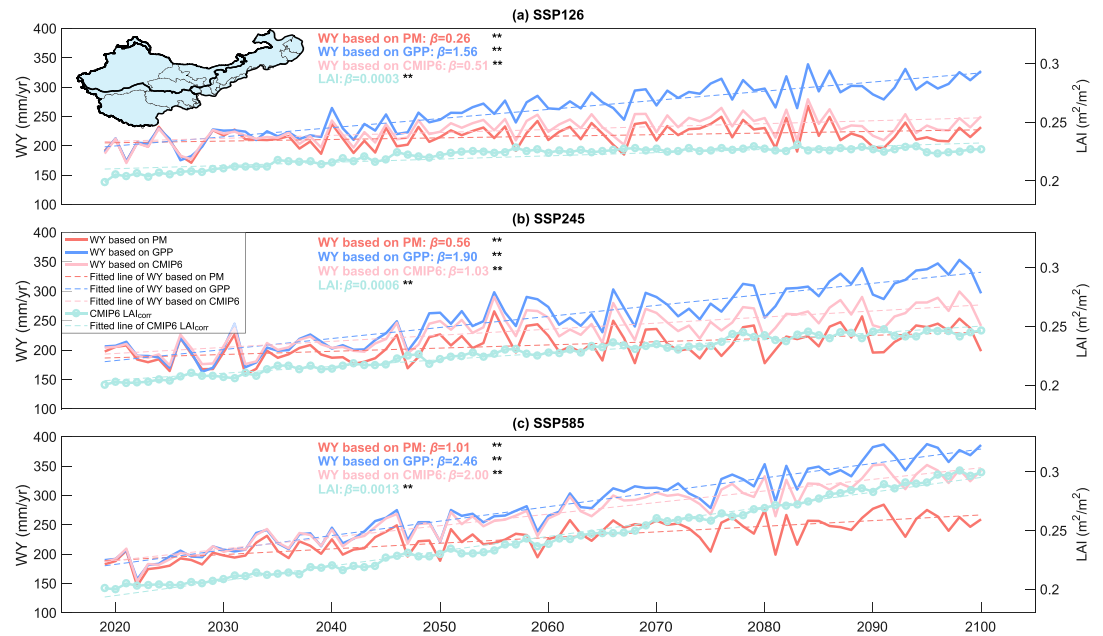 (a) SSP126
400
350
300
250
200
150
100
WY (mm/yr)
WY based on PM: β=0.26 **
WY based on GPP: β=1.56 **
WY based on CMIP6: β=0.51 **
LAI: β=0.0003 **
0.3
0.25
0.2
LAI (m²/m²)
(b) SSP245
400
350
300
250
200
150
100
WY (mm/yr)
WY based on PM
WY based on GPP
WY based on CMIP6
Fitted line of WY based on PM
Fitted line of WY based on GPP
Fitted line of WY based on CMIP6
CMIP6 LAIcorr
Fitted line of CMIP6 LAIcorr
WY based on PM: β=0.56 **
WY based on GPP: β=1.90 **
WY based on CMIP6: β=1.03 **
LAI: β=0.0006 **
0.3
0.25
0.2
LAI (m²/m²)
(c) SSP585
400
350
300
250
200
150
100
WY (mm/yr)
WY based on PM: β=1.01 **
WY based on GPP: β=2.46 **
WY based on CMIP6: β=2.00 **
LAI: β=0.0013 **
0.3
0.25
0.2
LAI (m²/m²)
2020 2030 2040 2050 2060 2070 2080 2090 2100